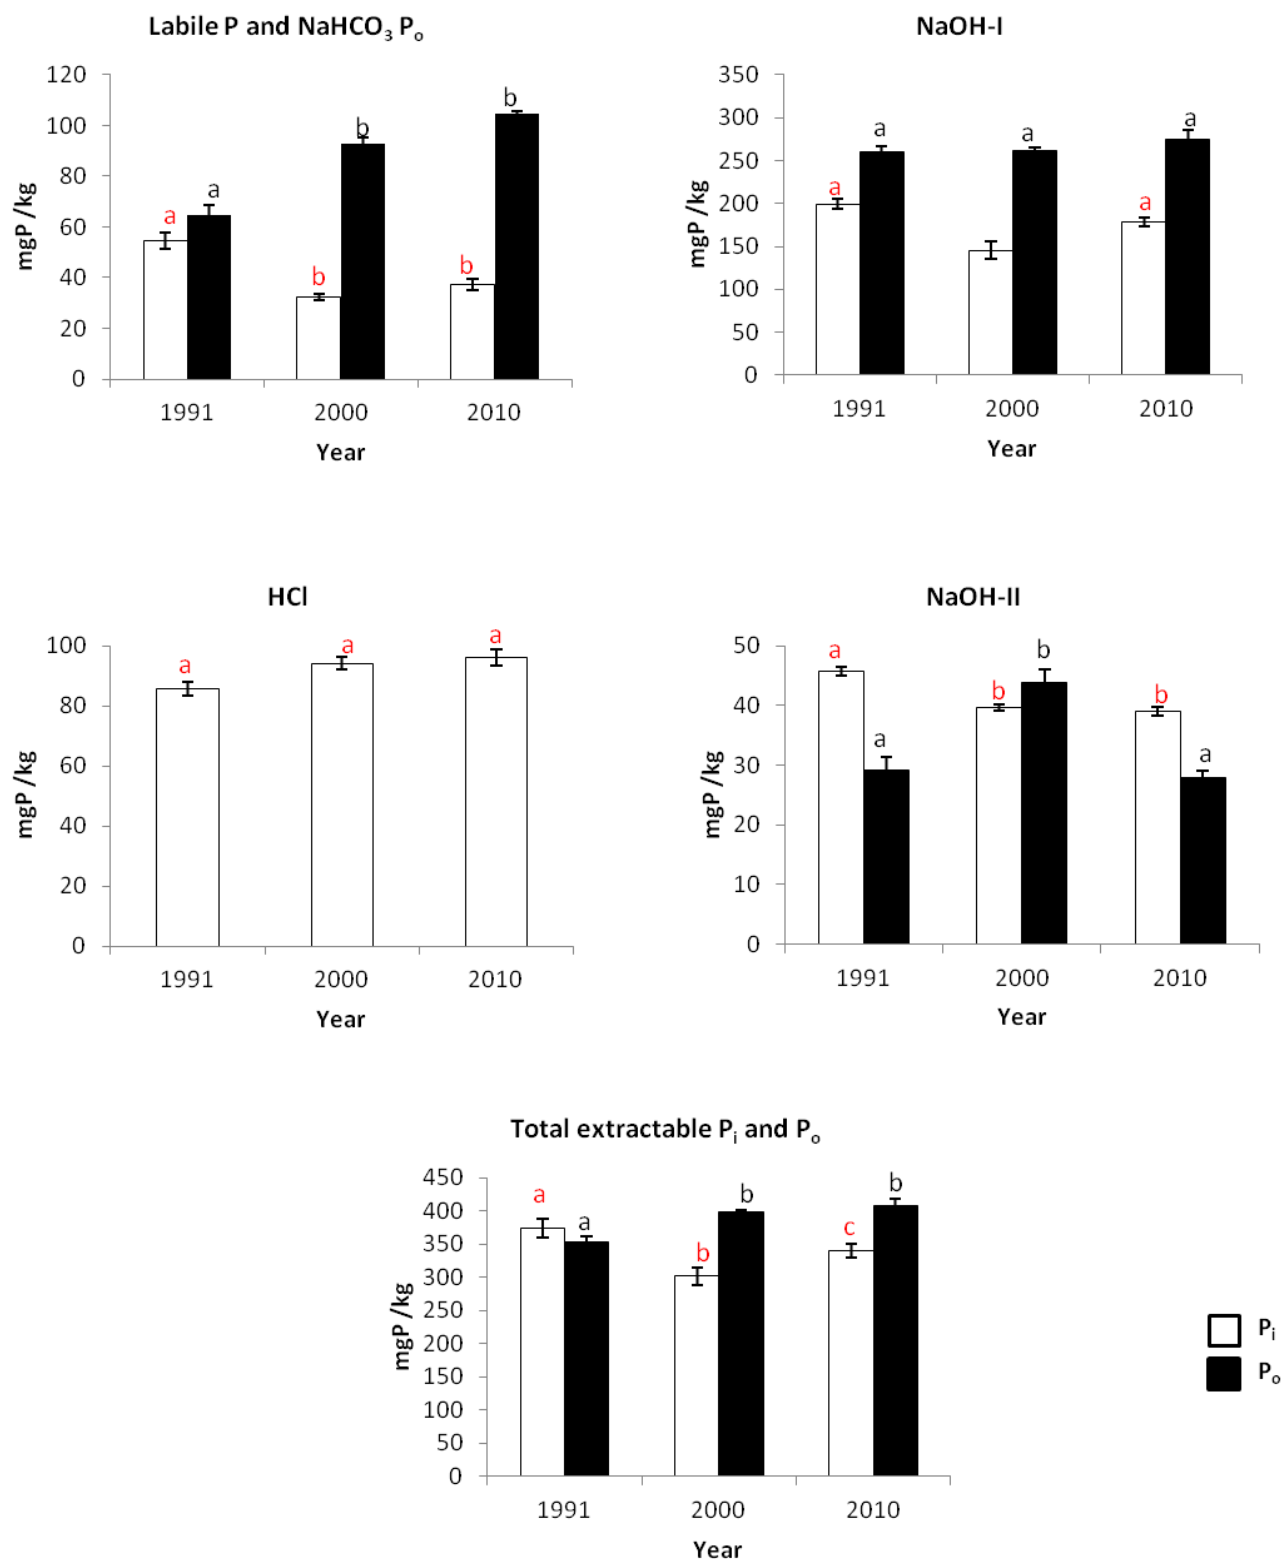 Labile P and NaHCO₃ Pₒ
120
100
80
60
40
20
0
mgP /kg
a
a
b
b
b
b
1991
2000
2010
Year
NaOH-I
350
300
250
200
150
100
50
0
mgP /kg
a
a
a
a
a
1991
2000
2010
Year
HCl
100
80
60
40
20
0
mgP /kg
a
a
a
1991
2000
2010
Year
NaOH-II
50
40
30
20
10
0
mgP /kg
a
a
b
b
b
a
1991
2000
2010
Year
Total extractable Pᵢ and Pₒ
450
400
350
300
250
200
150
100
50
0
mgP /kg
a
a
b
b
c
b
1991
2000
2010
Year
Pᵢ
Pₒ